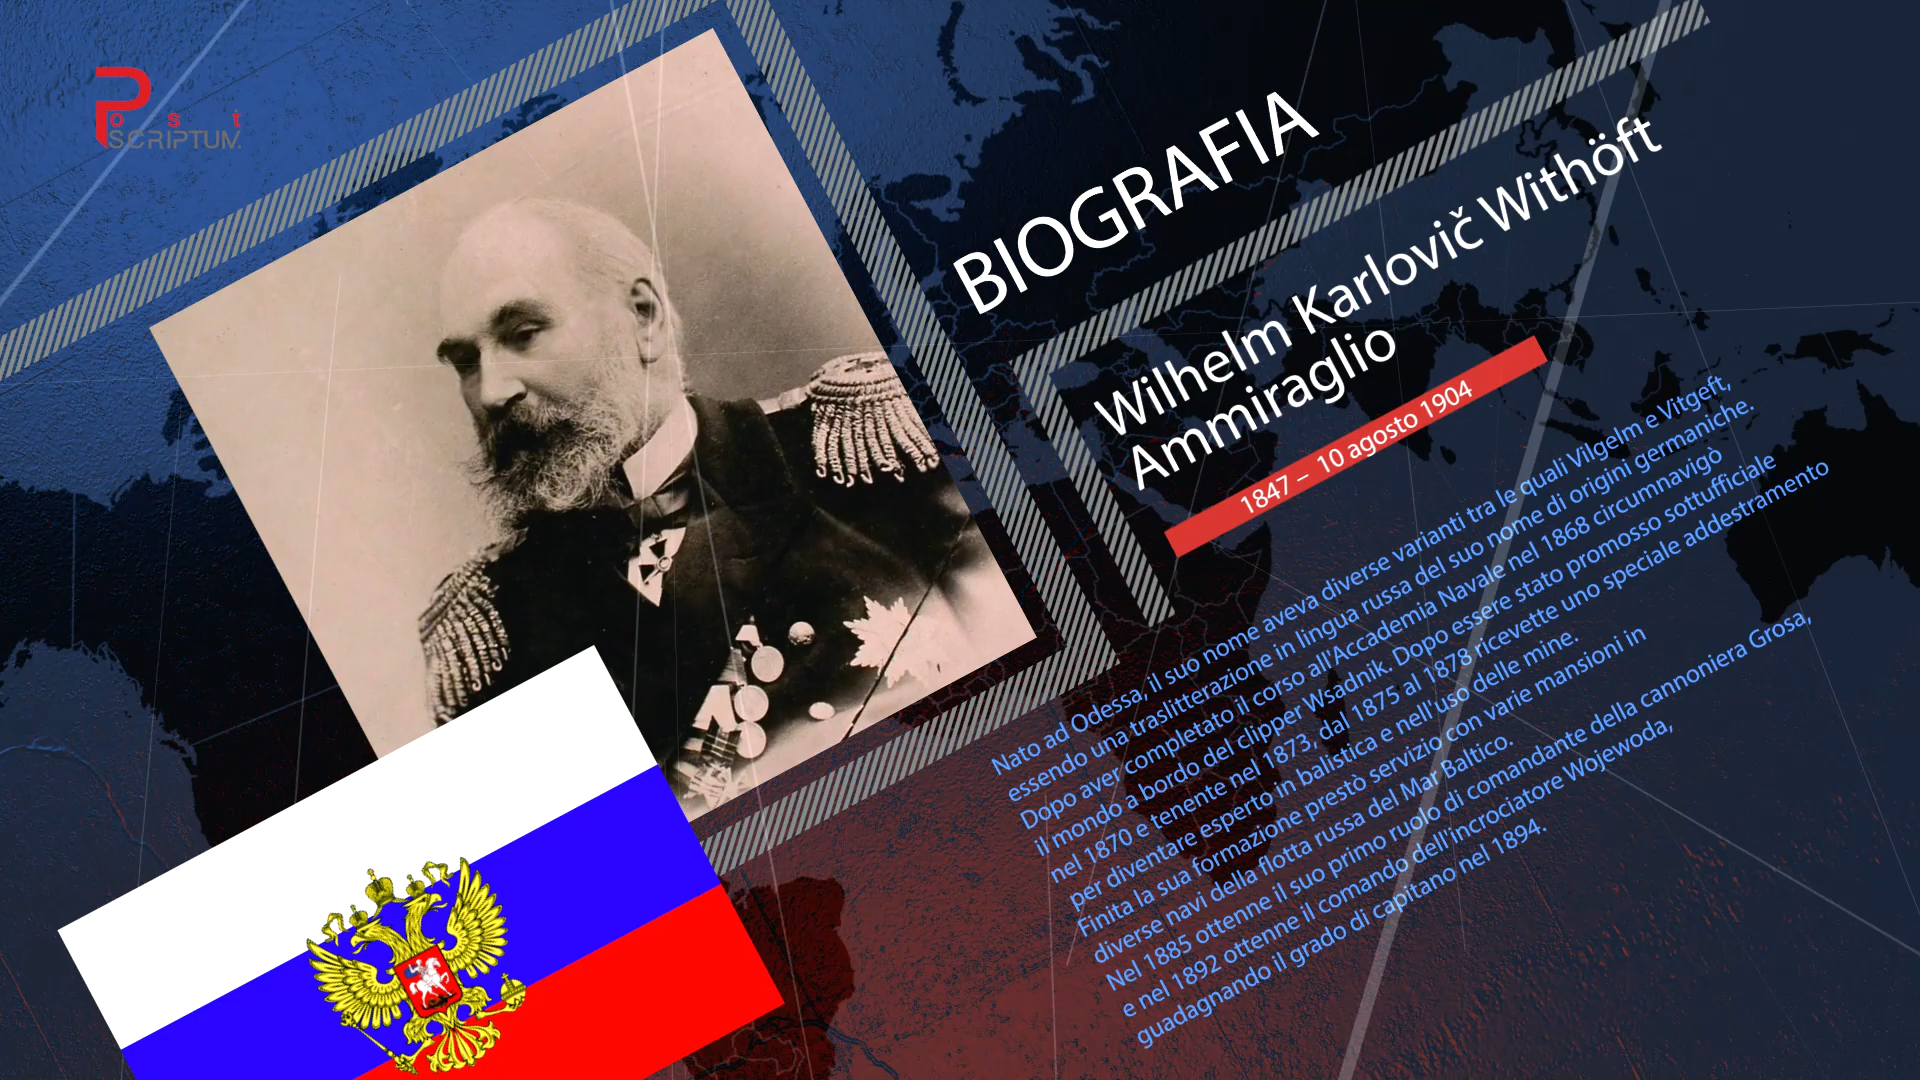 Post
SCRIPTUM
BIOGRAFIA
Wilhelm Karlovič Withöft
Ammiraglio
1847 – 10 agosto 1904
Nato ad Odessa, il suo nome aveva diverse varianti tra le quali Vilgelm e Vitgeft,
essendo una traslitterazione in lingua russa del suo nome di origini germaniche.
Dopo aver completato il corso all'Accademia Navale nel 1868 circumnavigò
il mondo a bordo del clipper Wsadnik. Dopo essere stato promosso sottufficiale
nel 1870 e tenente nel 1873, dal 1875 al 1878 ricevette uno speciale addestramento
per diventare esperto in balistica e nell'uso delle mine.
Finita la sua formazione prestò servizio con varie mansioni in
diverse navi della flotta russa del Mar Baltico.
Nel 1885 ottenne il suo primo ruolo di comandante della cannoniera Grosa,
e nel 1892 ottenne il comando dell'incrociatore Wojewoda,
guadagnando il grado di capitano nel 1894.